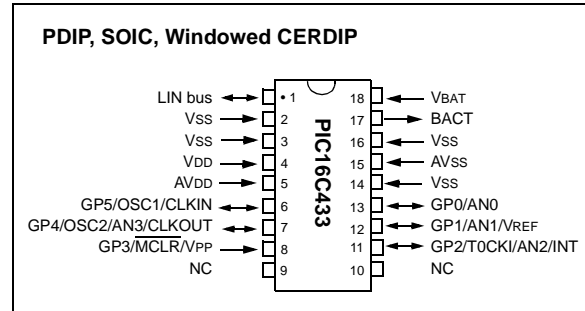 PDIP, SOIC, Windowed CERDIP
LIN bus 1 18 VBAT
VSS 2 17 BACT
VSS 3 16 VSS
VDD 4 15 AVSS
AVDD 5 14 VSS
GP5/OSC1/CLKIN 6 13 GP0/AN0
GP4/OSC2/AN3/CLKOUT 7 12 GP1/AN1/VREF
GP3/MCLR/VPP 8 11 GP2/T0CKI/AN2/INT
NC 9 10 NC
PIC16C433